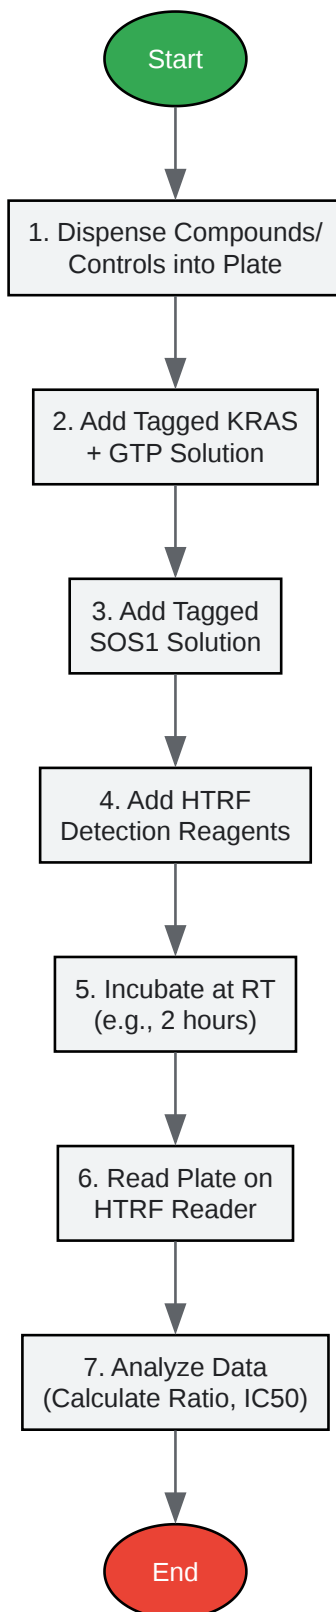 Start
1. Dispense Compounds/
Controls into Plate
2. Add Tagged KRAS
+ GTP Solution
3. Add Tagged
SOS1 Solution
4. Add HTRF
Detection Reagents
5. Incubate at RT
(e.g., 2 hours)
6. Read Plate on
HTRF Reader
7. Analyze Data
(Calculate Ratio, IC50)
End